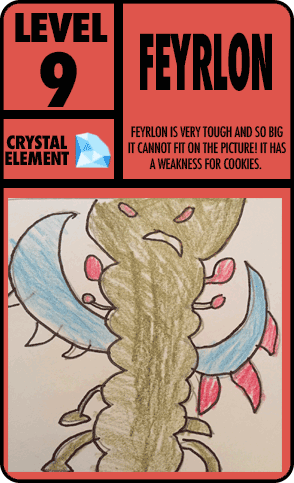 LEVEL
9
FEYRLON
FEYRLON IS VERY TOUGH AND SO BIG
IT CANNOT FIT ON THE PICTURE! IT HAS
A WEAKNESS FOR COOKIES.
CRYSTAL
ELEMENT